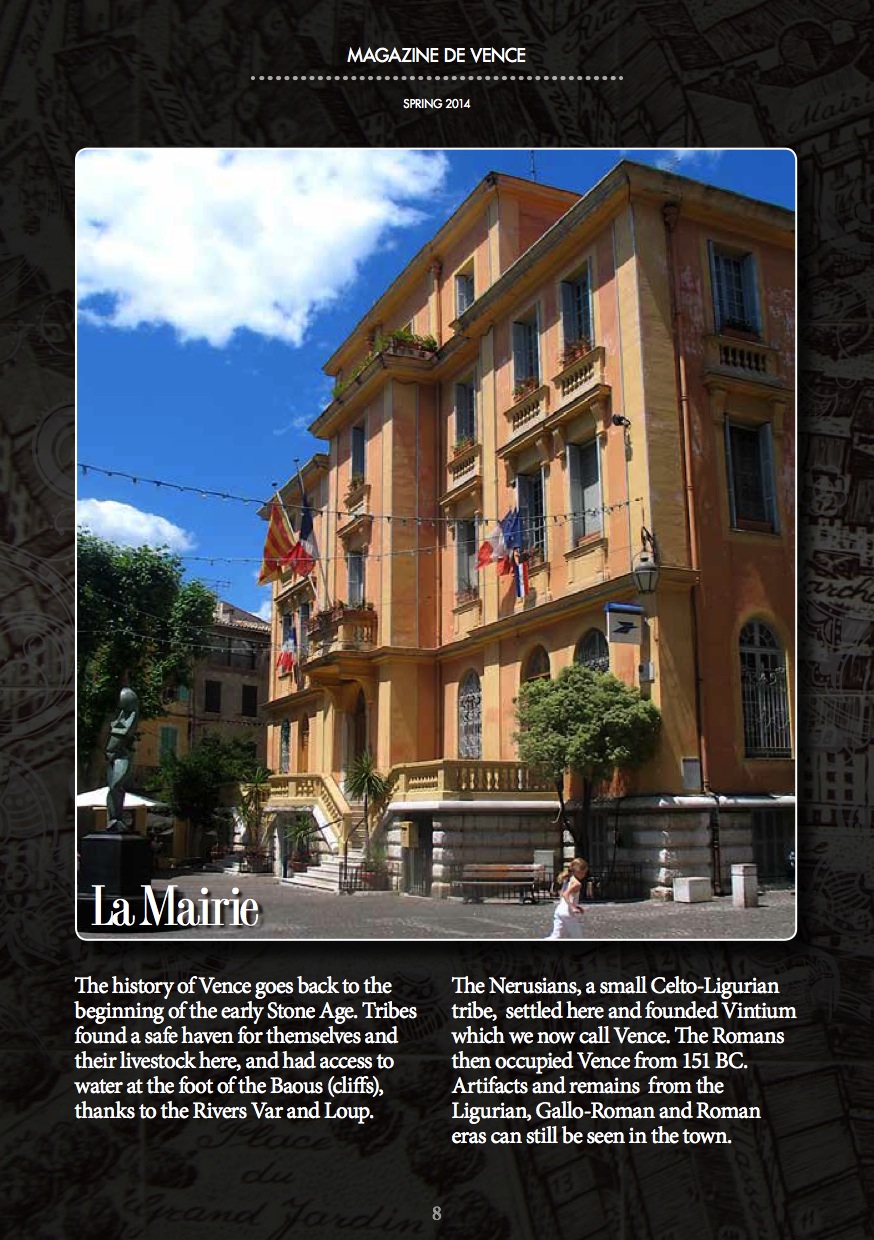 MAGAZINE DE VENCE
SPRING 2014
La Mairie
The history of Vence goes back to the
beginning of the early Stone Age. Tribes
found a safe haven for themselves and
their livestock here, and had access to
water at the foot of the Baous (cliffs),
thanks to the Rivers Var and Loup.
The Nerusians, a small Celto-Ligurian
tribe,  settled here and founded Vintium
which we now call Vence. The Romans
then occupied Vence from 151 BC.
Artifacts and remains  from the
Ligurian, Gallo-Roman and Roman
eras can still be seen in the town.
Place
du
Grand Jardin
8